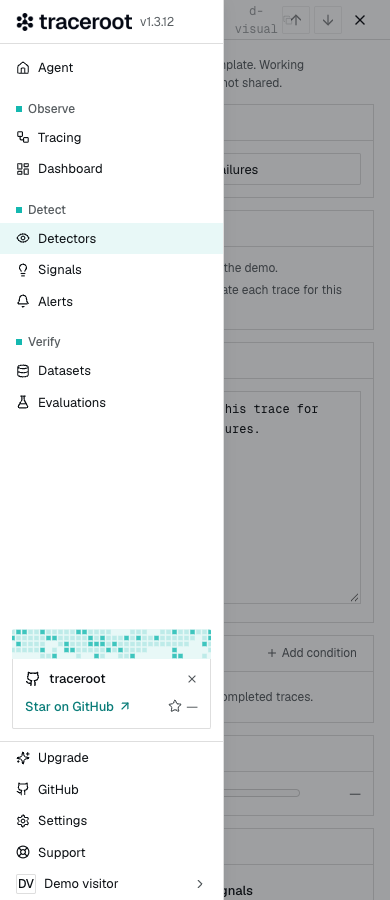 traceroot v1.3.12
Agent
Observe
Tracing
Dashboard
Detect
Detectors
Signals
Alerts
Verify
Datasets
Evaluations
traceroot
Star on GitHub
Upgrade
GitHub
Settings
Support
DV Demo visitor
d-
visual
mplate. Working
not shared.
ailures
the demo.
ate each trace for this
his trace for
ures.
+ Add condition
ompleted traces.
gnals